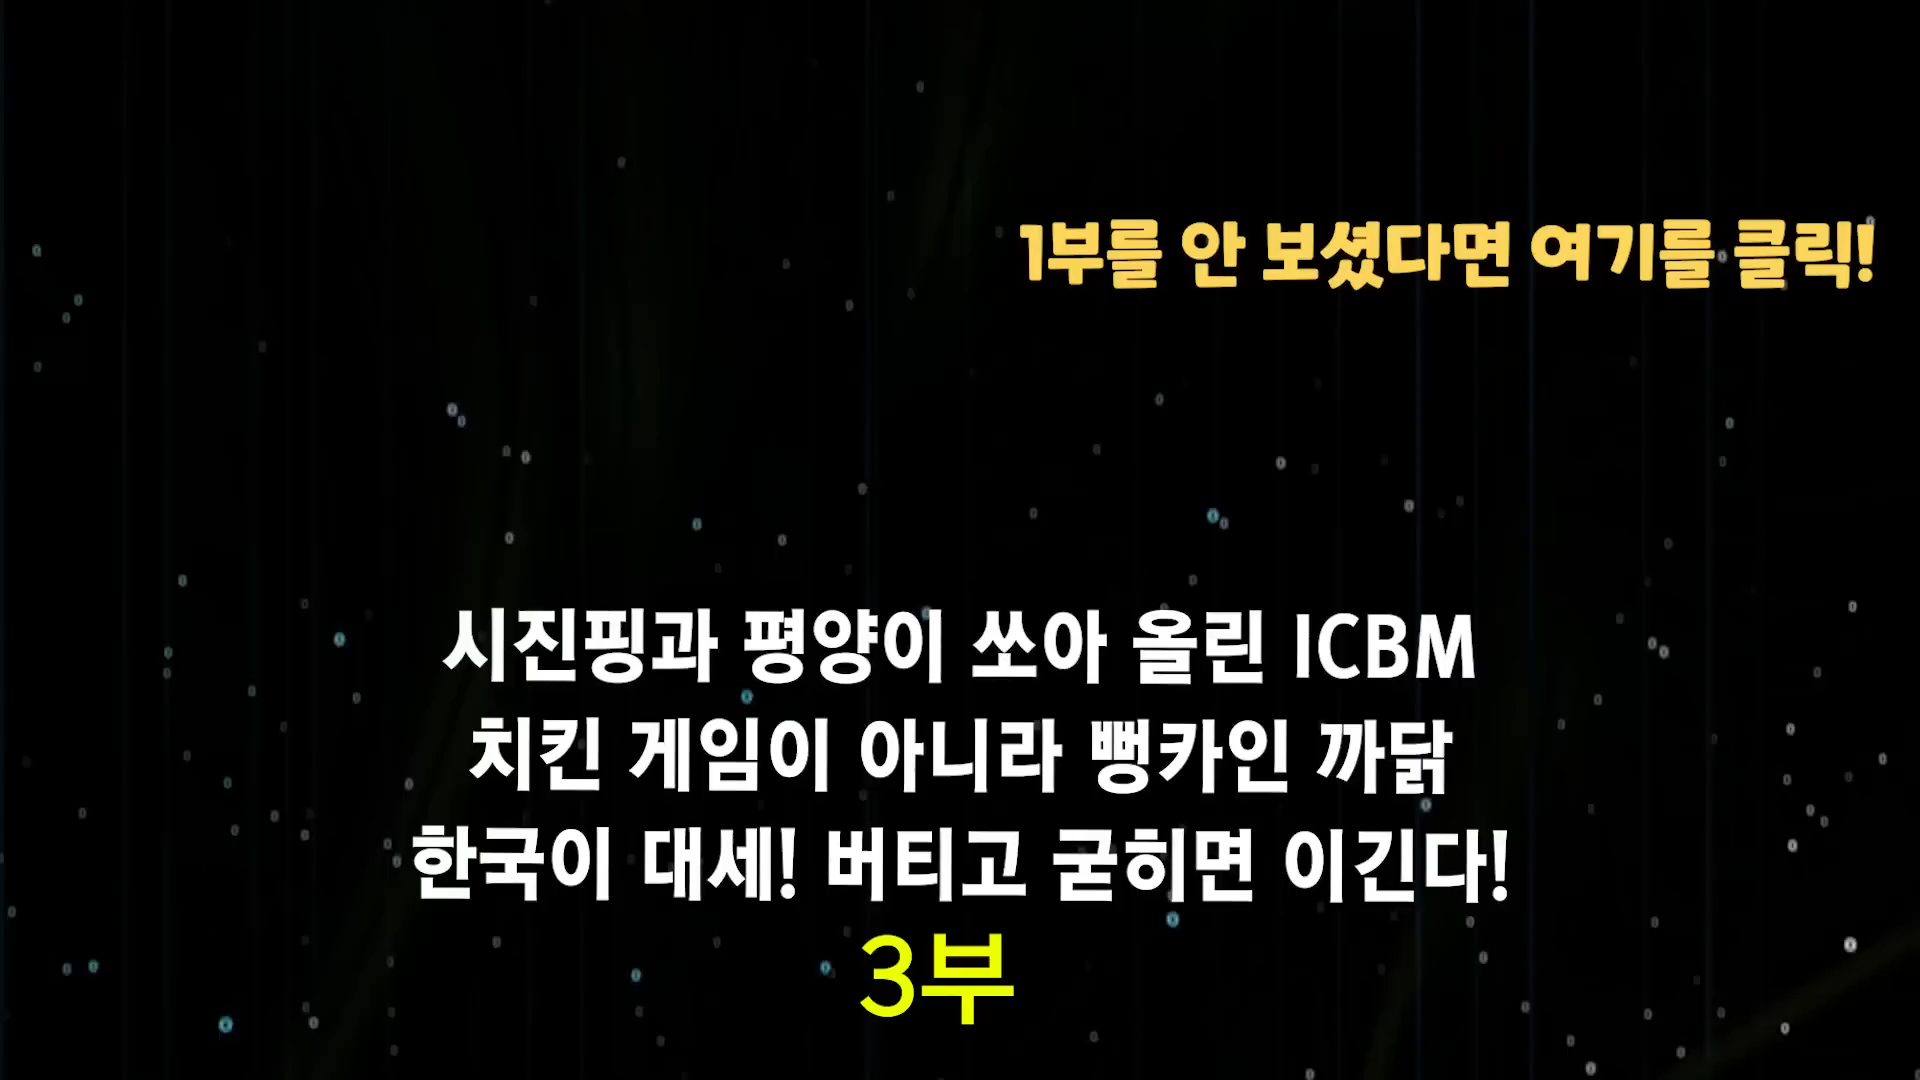 1부를 안 보셨다면 여기를 클릭!
시진핑과 평양이 쏘아 올린 ICBM
치킨 게임이 아니라 뻥카인 까닭
한국이 대세! 버티고 굳히면 이긴다!
3부